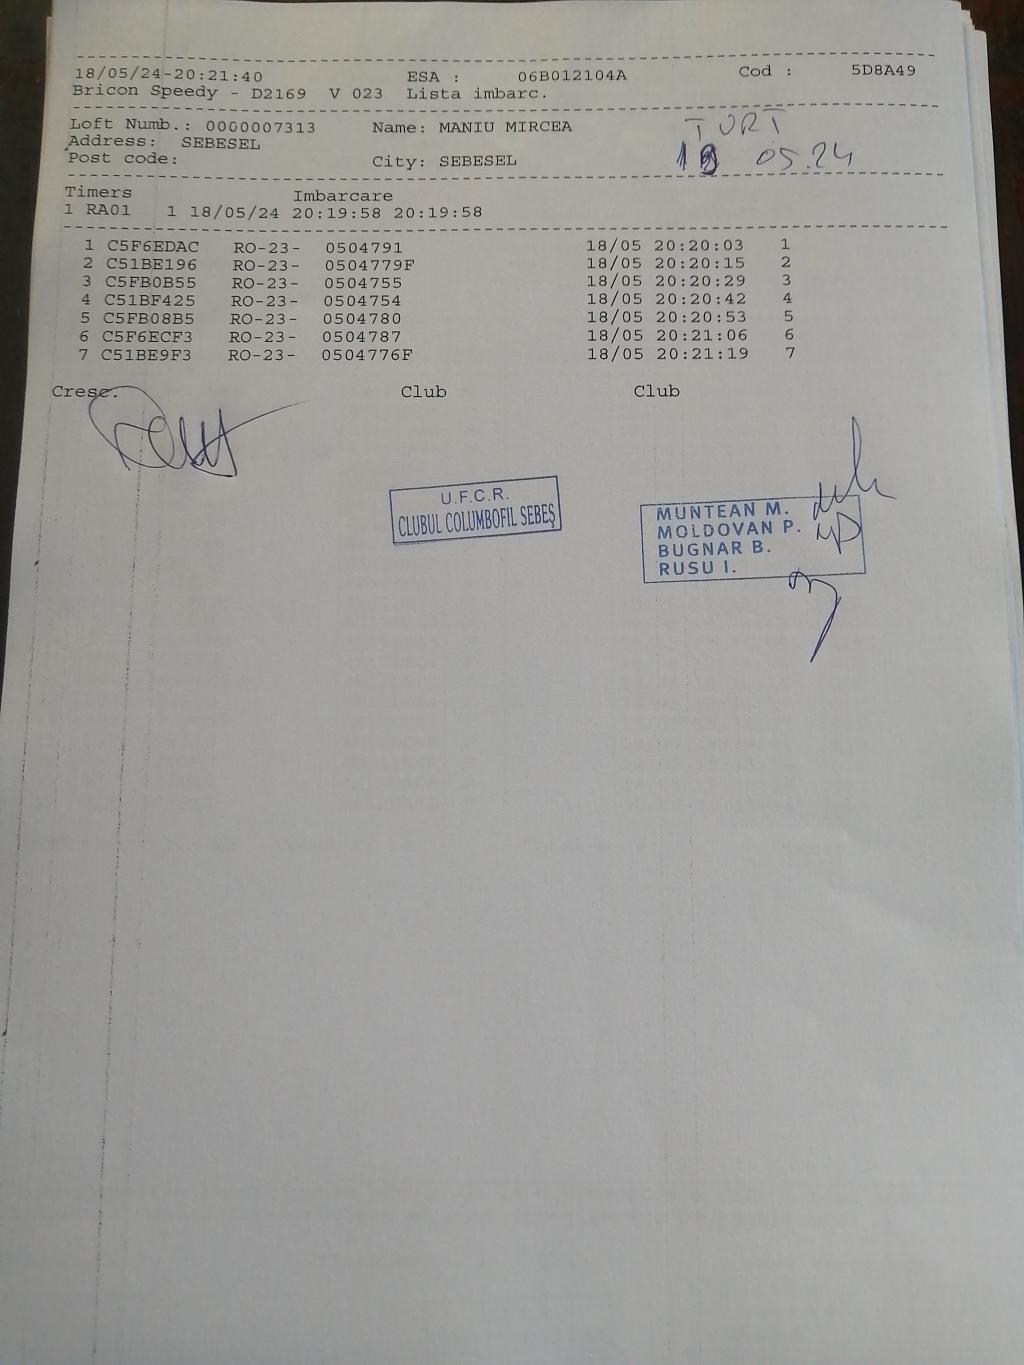 18/05/24-20:21:40 ESA : 06B012104A Cod : 5D8A49
Bricon Speedy - D2169 V 023 Lista imbarc.
Loft Numb.: 0000007313 Name: MANIU MIRCEA TURT
Address: SEBESEL
Post code: City: SEBESEL 05.24
Timers Imbarcare
1 RA01 1 18/05/24 20:19:58 20:19:58
1 C5F6EDAC RO-23- 0504791 18/05 20:20:03 1
2 C51BE196 RO-23- 0504779F 18/05 20:20:15 2
3 C5FB0B55 RO-23- 0504755 18/05 20:20:29 3
4 C51BF425 RO-23- 0504754 18/05 20:20:42 4
5 C5FB08B5 RO-23- 0504780 18/05 20:20:53 5
6 C5F6ECF3 RO-23- 0504787 18/05 20:21:06 6
7 C51BE9F3 RO-23- 0504776F 18/05 20:21:19 7
Cresc. Club Club
U.F.C.R.
CLUBUL COLUMBOFIL SEBEȘ
MUNTEAN M.
MOLDOVAN P.
BUGNAR B.
RUSU I.